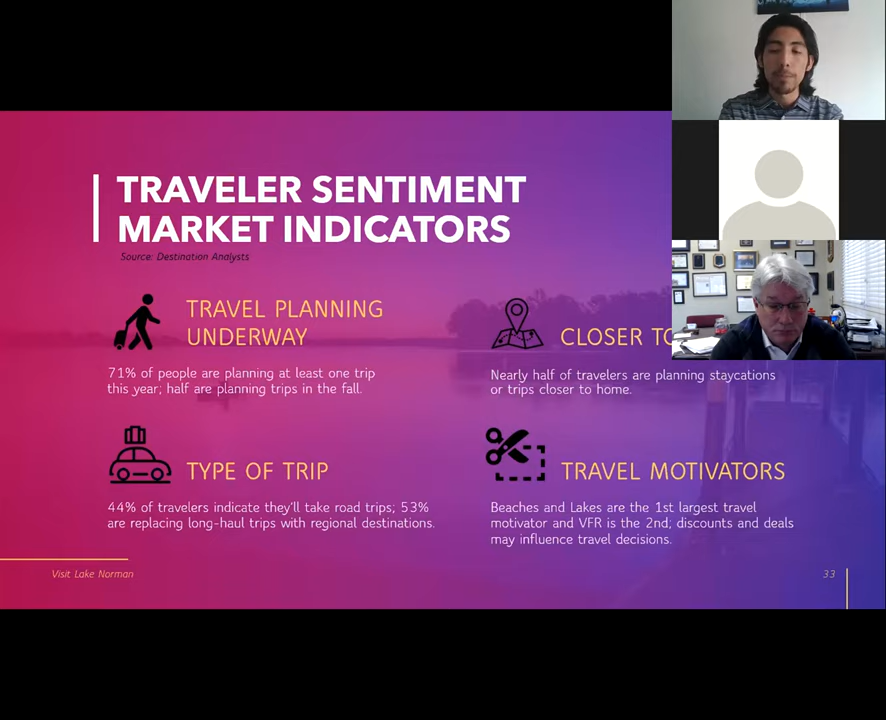 TRAVELER SENTIMENT
MARKET INDICATORS
Source: Destination Analysts
TRAVEL PLANNING
UNDERWAY
71% of people are planning at least one trip
this year; half are planning trips in the fall.
CLOSER TO
Nearly half of travelers are planning staycations
or trips closer to home.
TYPE OF TRIP
44% of travelers indicate they'll take road trips; 53%
are replacing long-haul trips with regional destinations.
TRAVEL MOTIVATORS
Beaches and Lakes are the 1st largest travel
motivator and VFR is the 2nd; discounts and deals
may influence travel decisions.
Visit Lake Norman
33